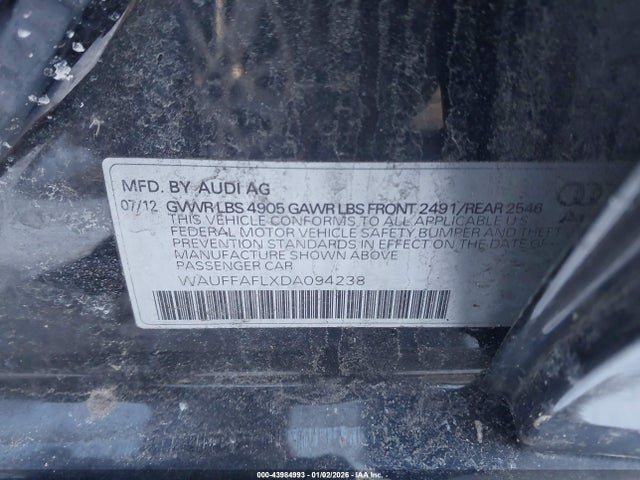 MFD. BY AUDI AG
07/12 GVWR LBS 4905 GAWR LBS FRONT 2491/REAR 2546
THIS VEHICLE CONFORMS TO ALL APPLICABLE
FEDERAL MOTOR VEHICLE SAFETY BUMPER AND THEFT
PREVENTION STANDARDS IN EFFECT ON THE DATE OF
MANUFACTURE SHOWN ABOVE
PASSENGER CAR
WAUFFAFLXDA094238
000-43984993 - 01/02/2026 - IAAI.com